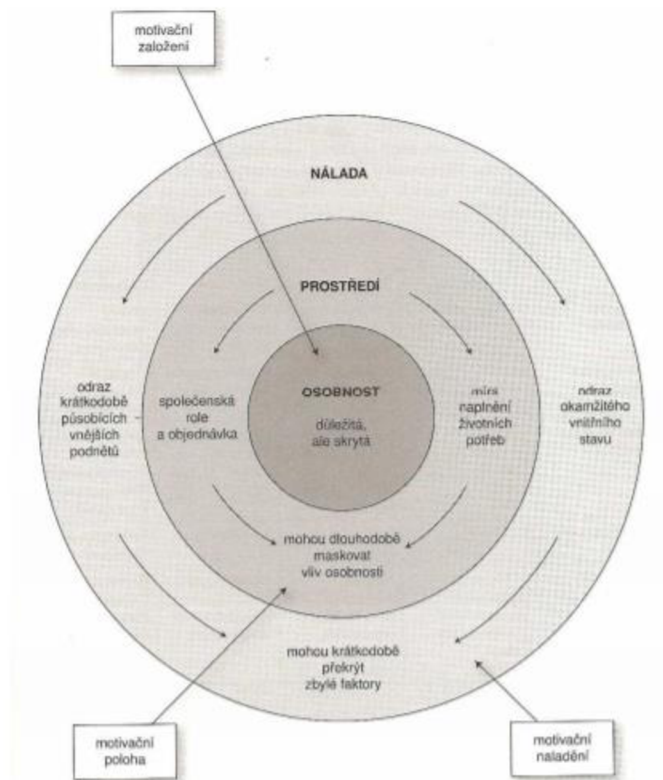 motivační
založení
NÁLADA
PROSTŘEDÍ
OSOBNOST
důležitá,
ale skrytá
odraz
krátkodobě
působících
vnějších
podnětů
společenská
role
a objednávka
míra
naplnění
životních
potřeb
odraz
okamžitého
vnitřního
stavu
mohou dlouhodobě
maskovat
vliv osobnosti
mohou krátkodobě
překrýt
zbylé faktory
motivační
poloha
motivační
naladění